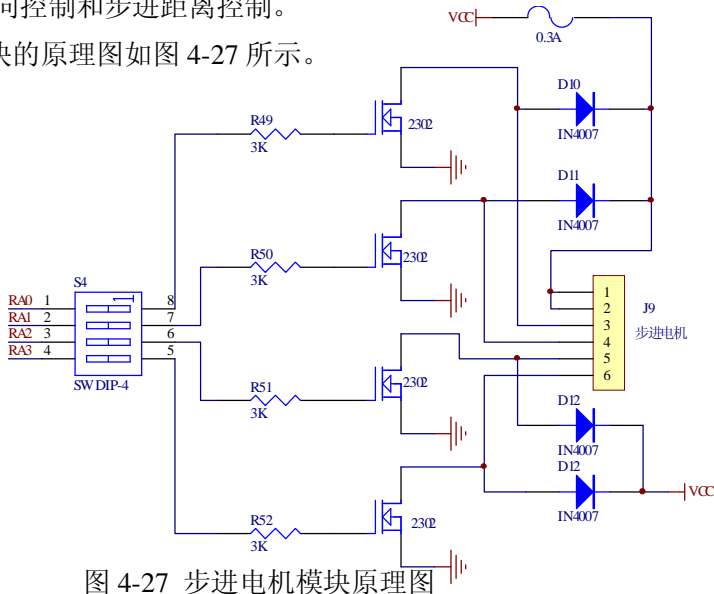 向控制和步进距离控制。
块的原理图如图 4-27 所示。
VCC
0.3A
D10
IN4007
R49
3K
2302
D11
IN4007
R50
3K
2302
S4
RA0 1
RA1 2
RA2 3
RA3 4
8
7
6
5
SW DIP-4
1
2
3
4
5
6
J9
步进电机
R51
3K
2302
D12
IN4007
D12
IN4007
VCC
R52
3K
2302
图 4-27 步进电机模块原理图